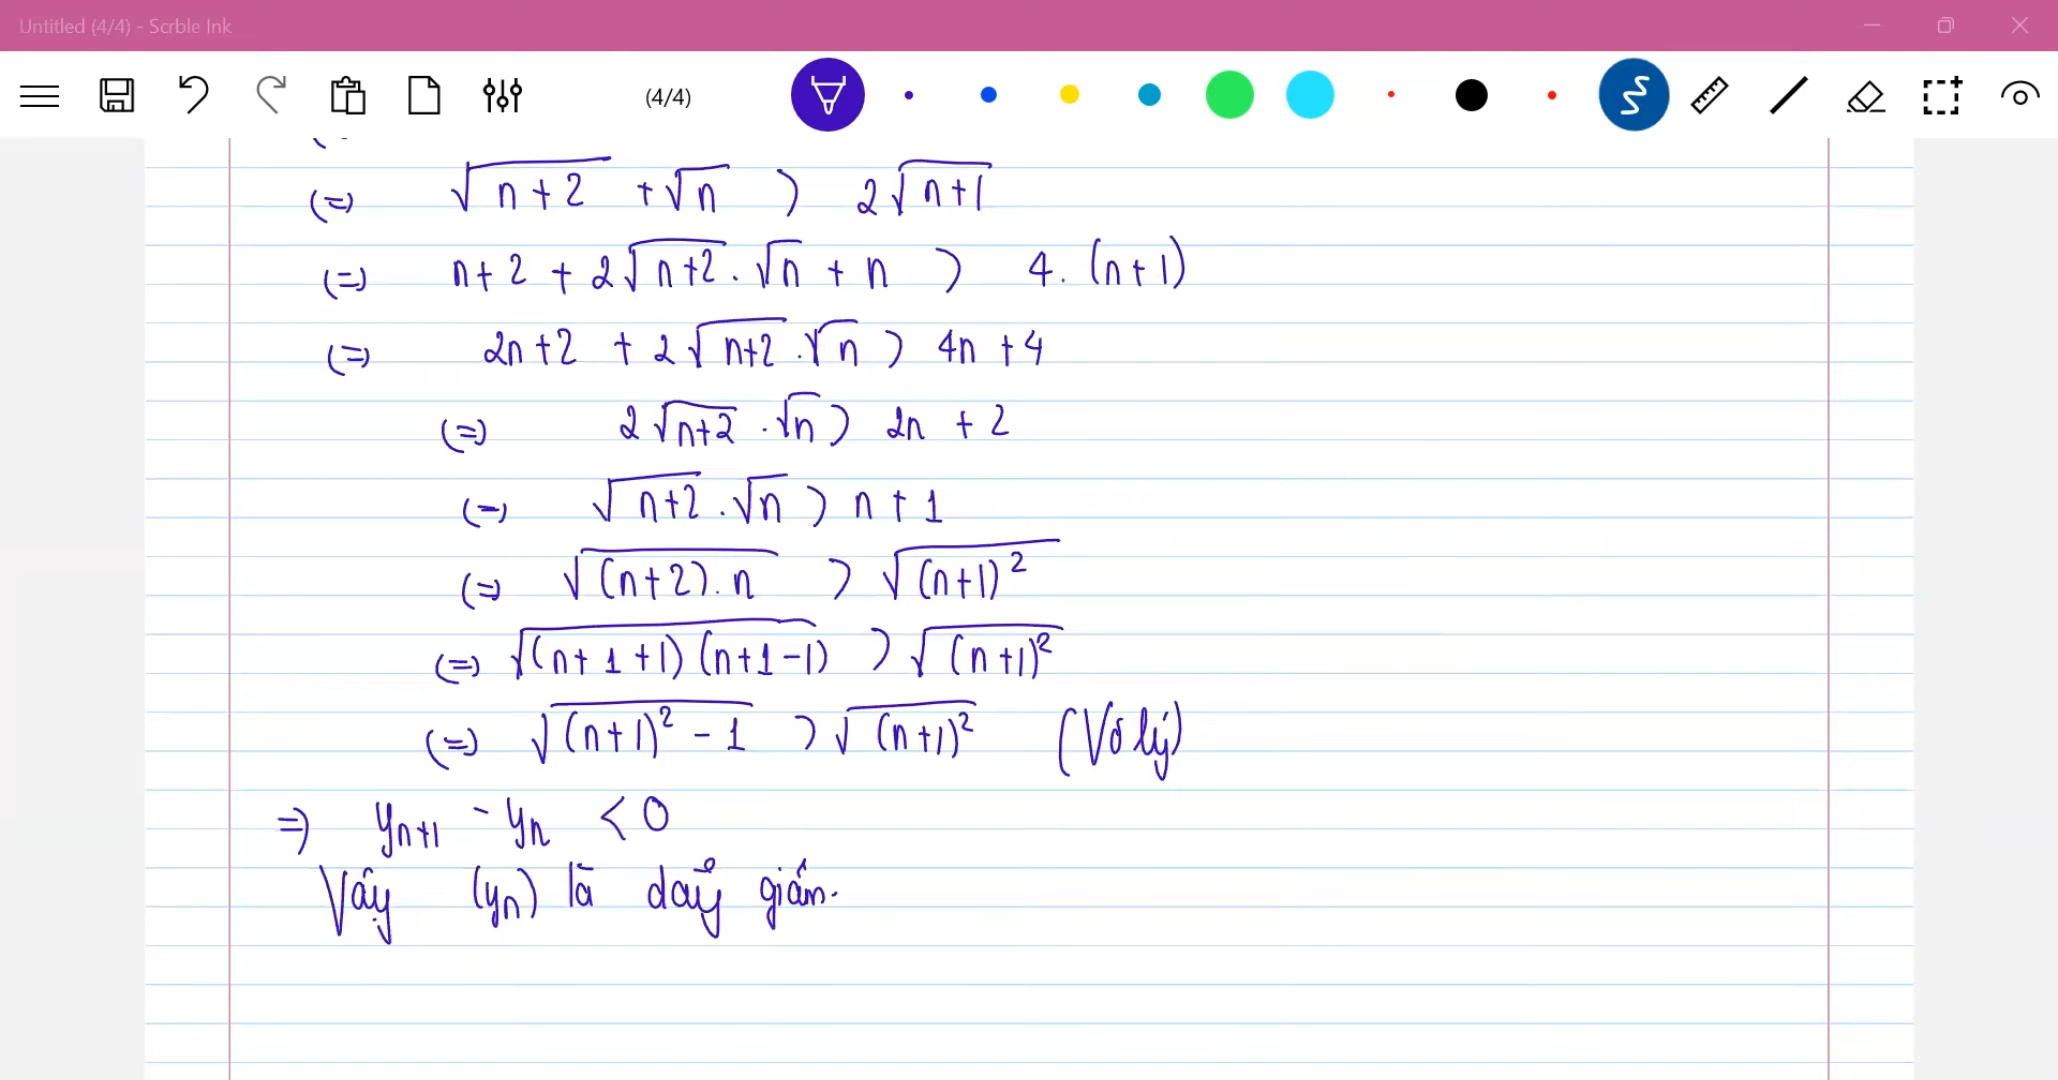 Untitled (4/4) - Scrble Ink
(4/4)
(=) √(n+2) + √n > 2√(n+1)
(=) n+2 + 2√(n+2) . √n + n > 4. (n+1)
(=) 2n+2 + 2√(n+2) . √n > 4n + 4
(=) 2√(n+2) . √n > 2n + 2
(=) √(n+2) . √n > n + 1
(=) √((n+2). n) > √((n+1)²)
(=) √((n+1+1)(n+1-1)) > √((n+1)²)
(=) √((n+1)² - 1) > √((n+1)²) (Vô lý)
=) yₙ₊₁ - yₙ < 0
Vậy (yₙ) là dãy giảm.